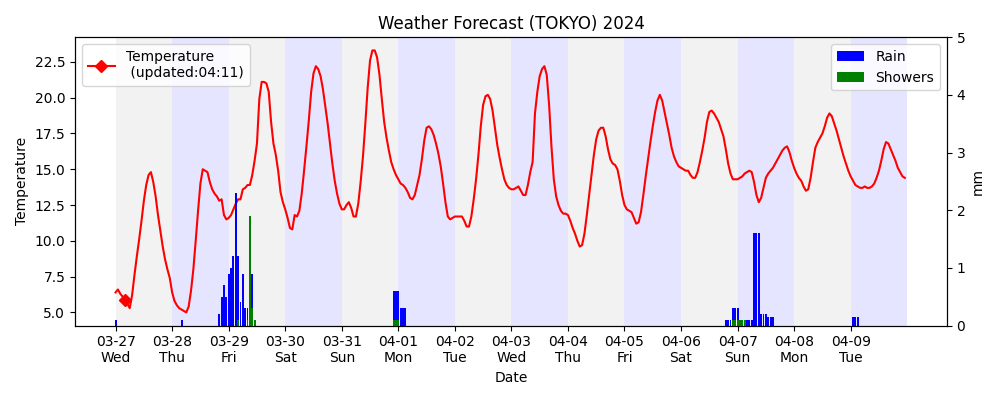 Weather Forecast (TOKYO) 2024
Temperature
(updated:04:11)
Rain
Showers
Temperature
22.5
20.0
17.5
15.0
12.5
10.0
7.5
5.0
5
4
3
2
1
0
mm
03-27 03-28 03-29 03-30 03-31 04-01 04-02 04-03 04-04 04-05 04-06 04-07 04-08 04-09
Wed Thu Fri Sat Sun Mon Tue Wed Thu Fri Sat Sun Mon Tue
Date